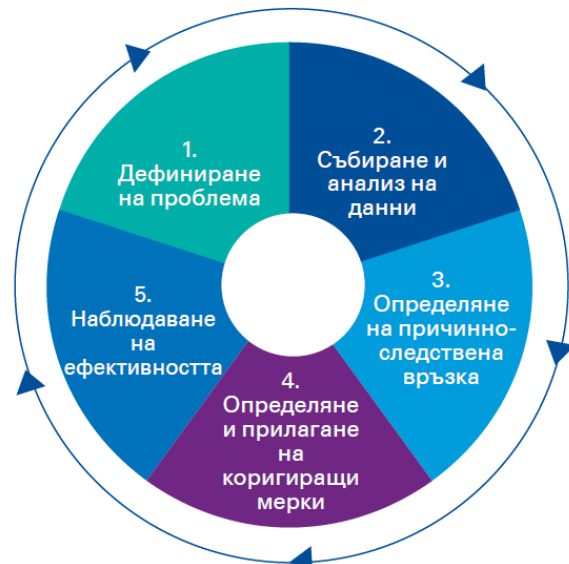 1.
Дефиниране
на проблема
2.
Събиране и
анализ на
данни
3.
Определяне
на причинно-
следствена
връзка
4.
Определяне
и прилагане
на
коригиращи
мерки
5.
Наблюдаване
на
ефективността